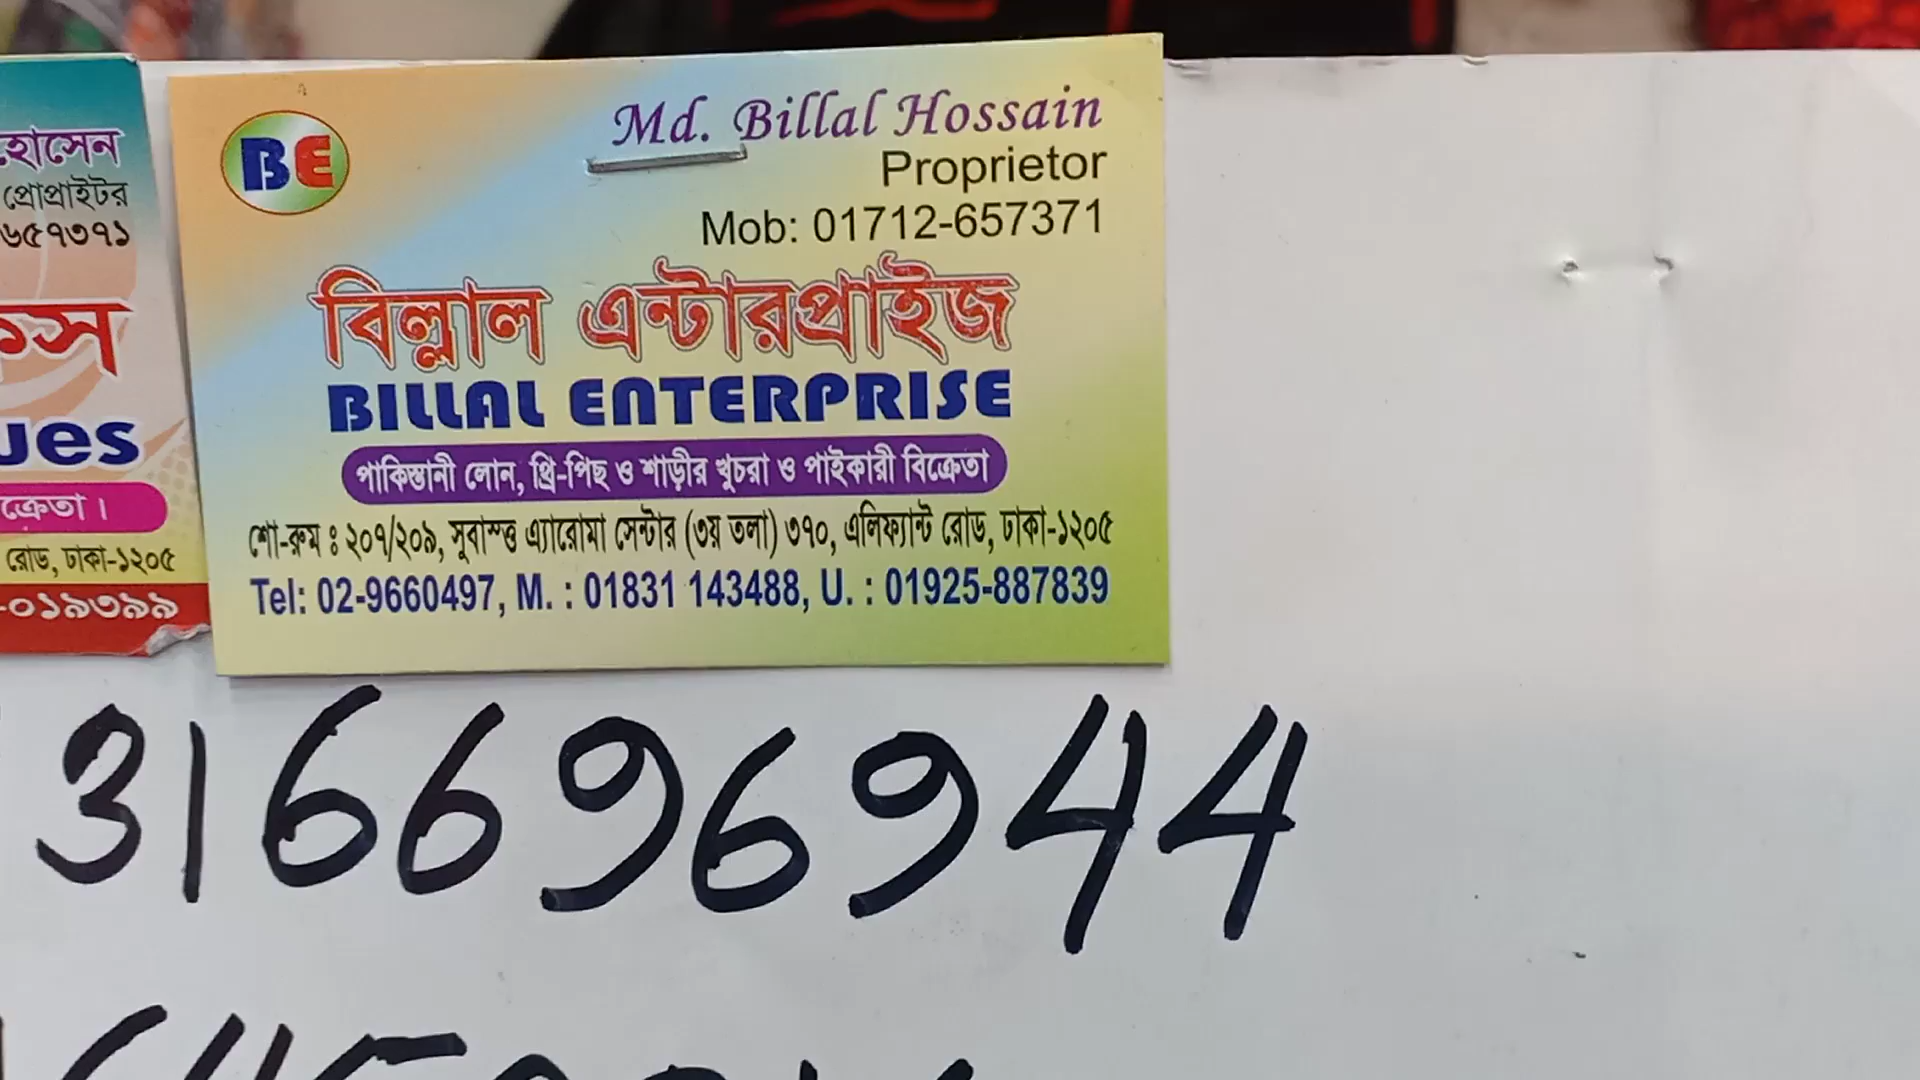 হোসেন
প্রোপ্রাইটর
৬৫৭৩৭১
ues
ক্রেতা।
রোড, ঢাকা-১২০৫
-০১৯৩৯৯
BE
Md. Billal Hossain
Proprietor
Mob: 01712-657371
বিল্লাল এন্টারপ্রাইজ
BILLAL ENTERPRISE
পাকিস্তানী লোন, থ্রি-পিছ ও শাড়ীর খুচরা ও পাইকারী বিক্রেতা
শো-রুম ঃ ২০৭/২০৯, সুবাস্ত্ত এ্যারোমা সেন্টার (৩য় তলা) ৩৭০, এলিফ্যান্ট রোড, ঢাকা-১২০৫
Tel: 02-9660497, M. : 01831 143488, U. : 01925-887839
316696944